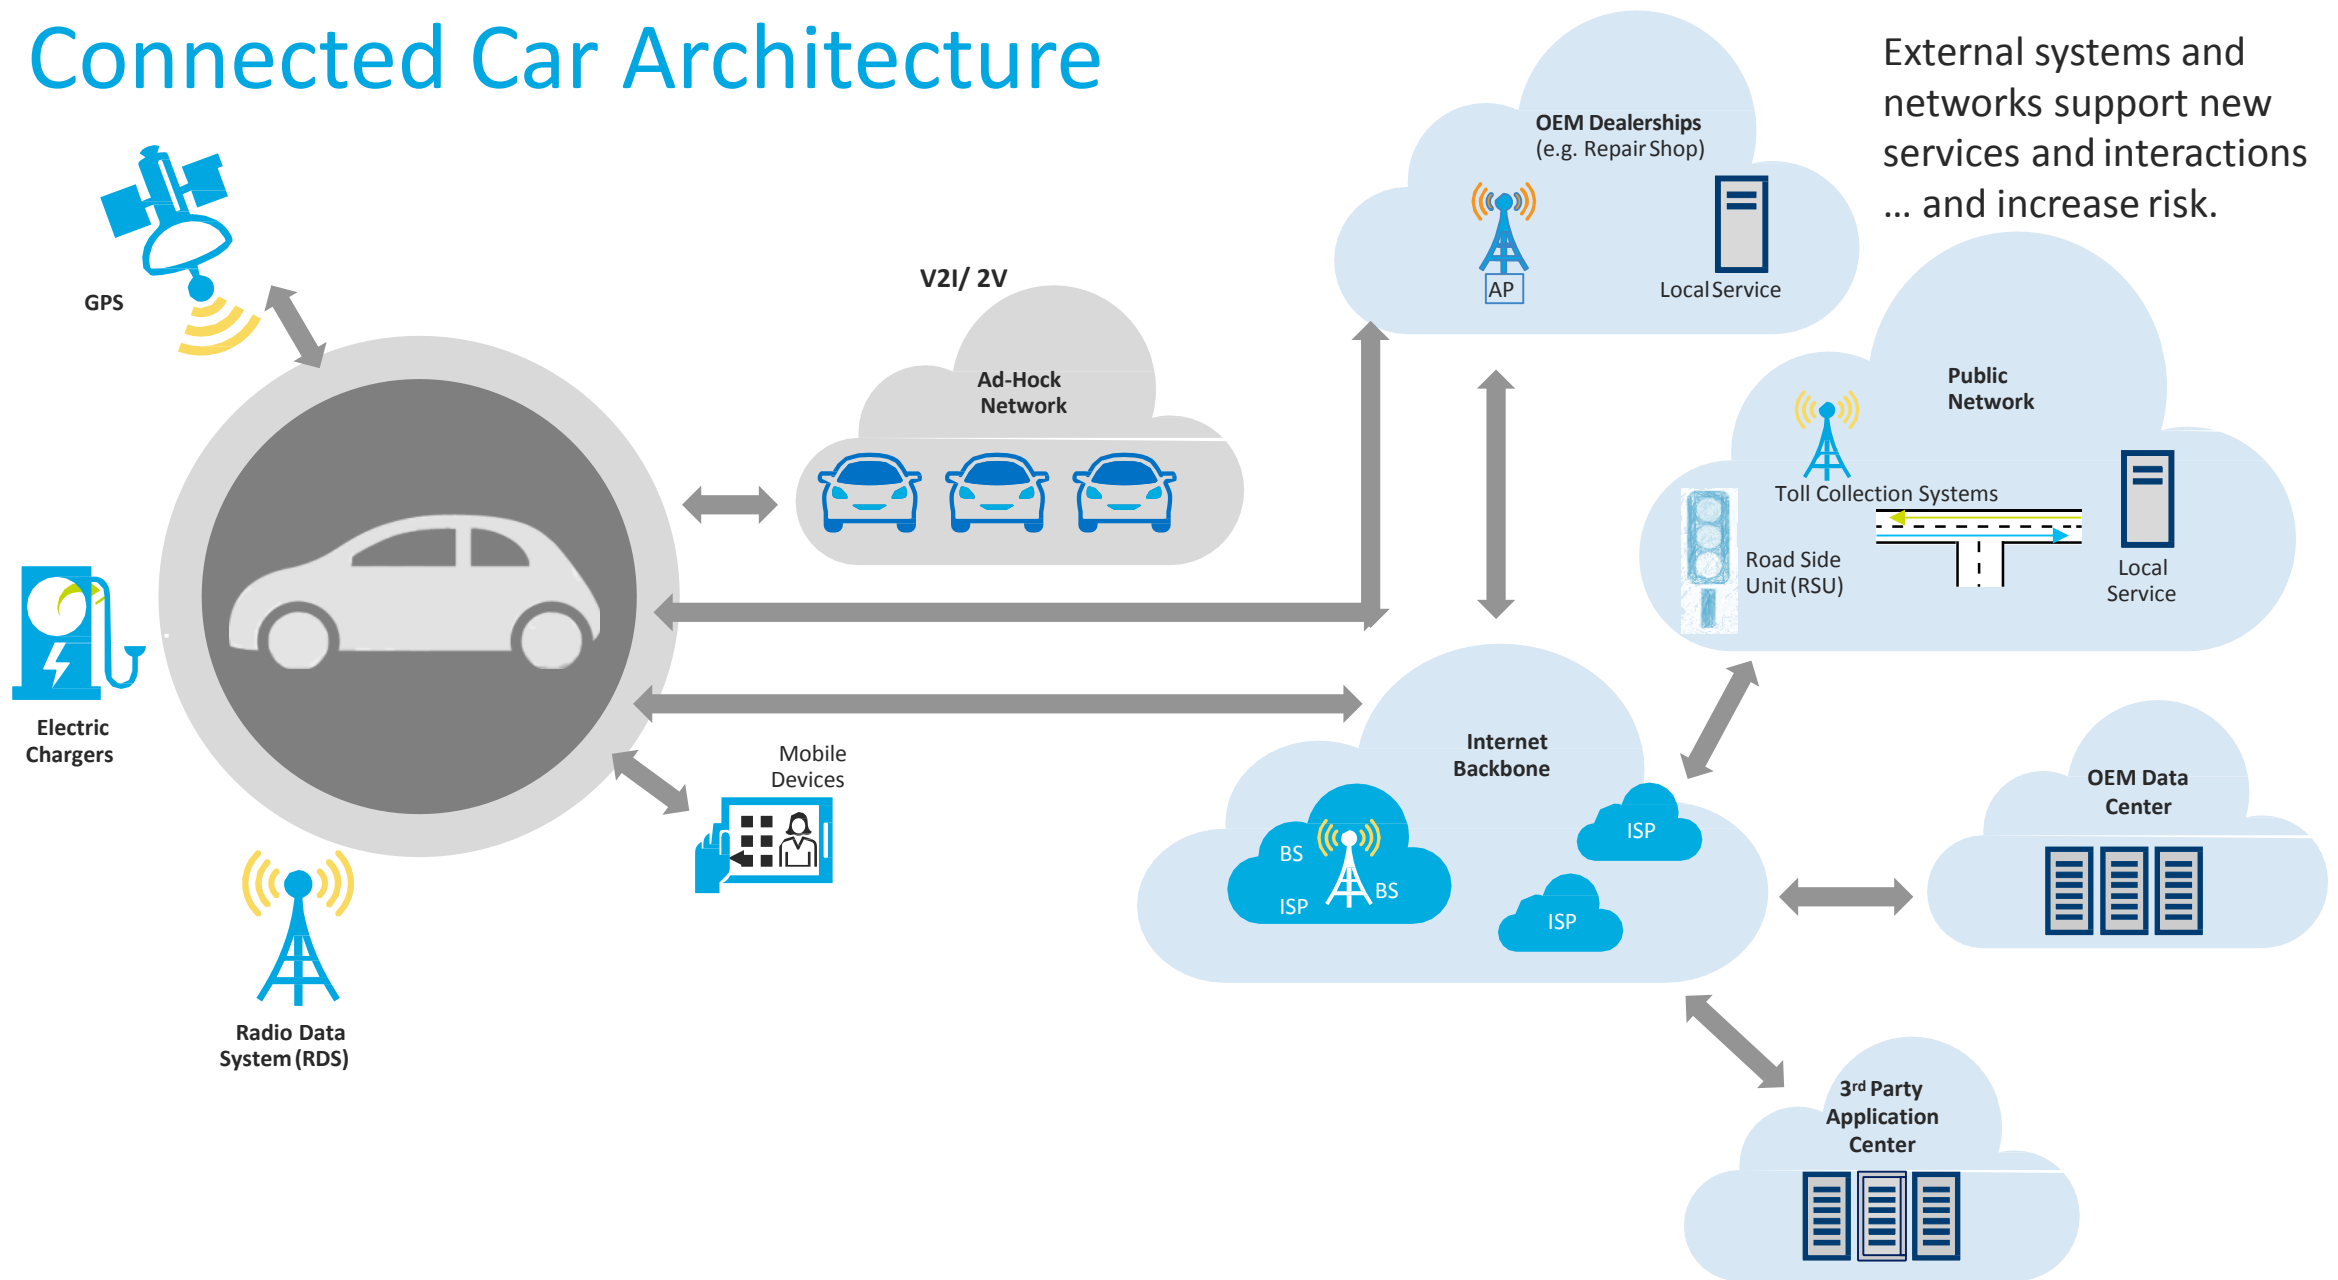 Connected Car Architecture
External systems and
networks support new
services and interactions
... and increase risk.
GPS
V2I/ 2V
Ad-Hock
Network
OEM Dealerships
(e.g. Repair Shop)
AP
Local Service
Public
Network
Toll Collection Systems
Road Side
Unit (RSU)
Local
Service
Electric
Chargers
Mobile
Devices
Radio Data
System (RDS)
Internet
Backbone
BS
BS
ISP
ISP
ISP
OEM Data
Center
3rd Party
Application
Center